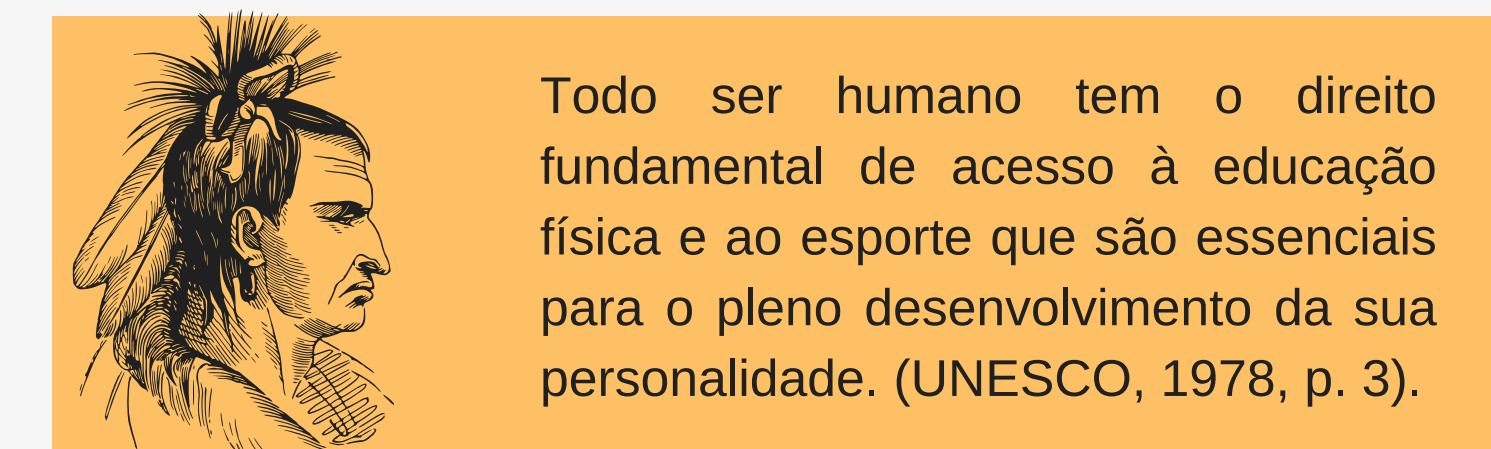 Todo ser humano tem o direito
fundamental de acesso à educação
física e ao esporte que são essenciais
para o pleno desenvolvimento da sua
personalidade. (UNESCO, 1978, p. 3).